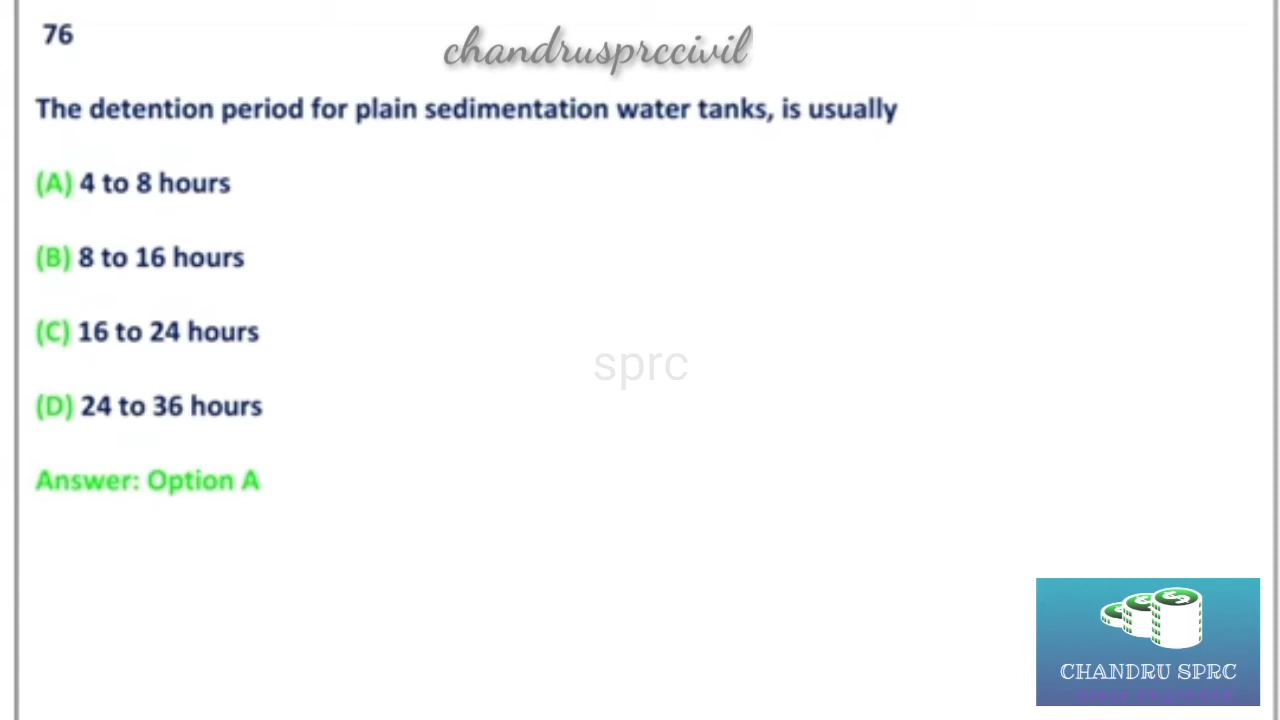 76
chandrusprccivil
The detention period for plain sedimentation water tanks, is usually
(A) 4 to 8 hours
(B) 8 to 16 hours
(C) 16 to 24 hours
sprc
(D) 24 to 36 hours
Answer: Option A
CHANDRU SPRC